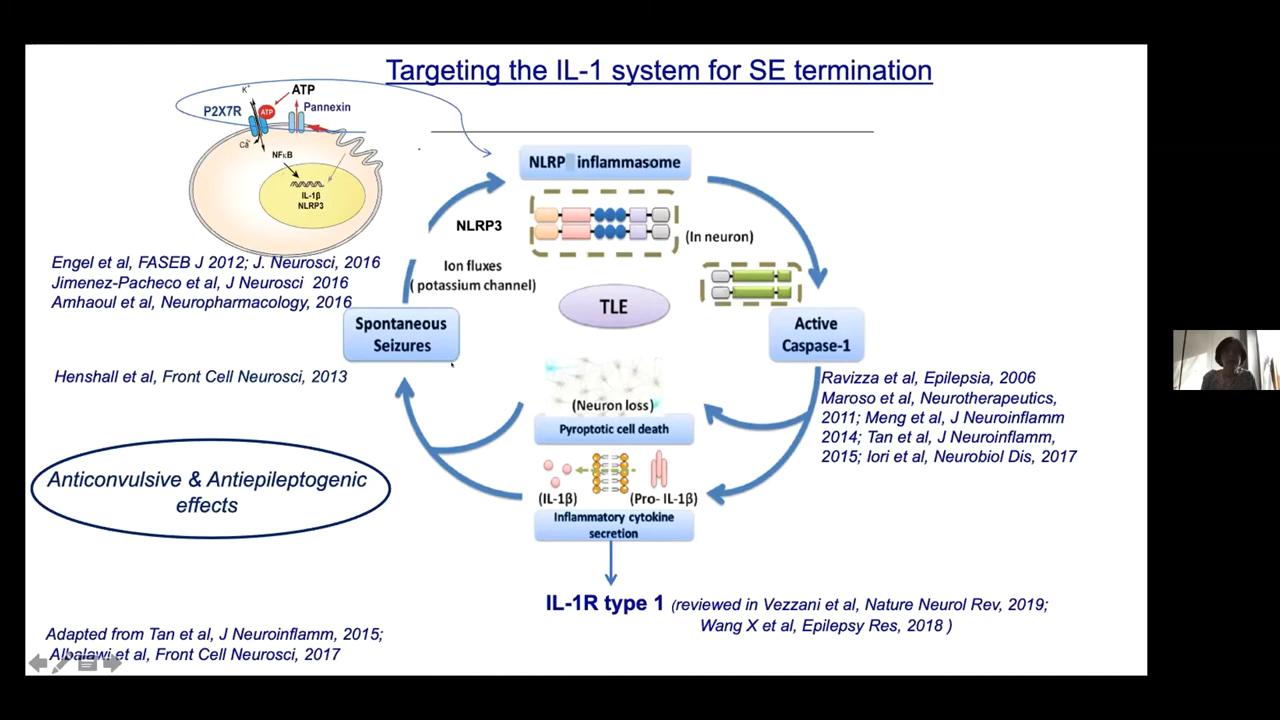 Targeting the IL-1 system for SE termination
K+
ATP
P2X7R
ATP
Pannexin
Ca
NFκB
IL-1β
NLRP3
NLRP inflammasome
NLRP3
(In neuron)
Ion fluxes
( potassium channel)
TLE
Engel et al, FASEB J 2012; J. Neurosci, 2016
Jimenez-Pacheco et al, J Neurosci 2016
Amhaoul et al, Neuropharmacology, 2016
Spontaneous
Seizures
Active
Caspase-1
Henshall et al, Front Cell Neurosci, 2013
Ravizza et al, Epilepsia, 2006
Maroso et al, Neurotherapeutics,
2011; Meng et al, J Neuroinflamm
2014; Tan et al, J Neuroinflamm,
2015; Iori et al, Neurobiol Dis, 2017
(Neuron loss)
Pyroptotic cell death
Anticonvulsive & Antiepileptogenic
effects
(IL-1β)
(Pro- IL-1β)
Inflammatory cytokine
secretion
IL-1R type 1 (reviewed in Vezzani et al, Nature Neurol Rev, 2019;
Wang X et al, Epilepsy Res, 2018 )
Adapted from Tan et al, J Neuroinflamm, 2015;
Albalawi et al, Front Cell Neurosci, 2017